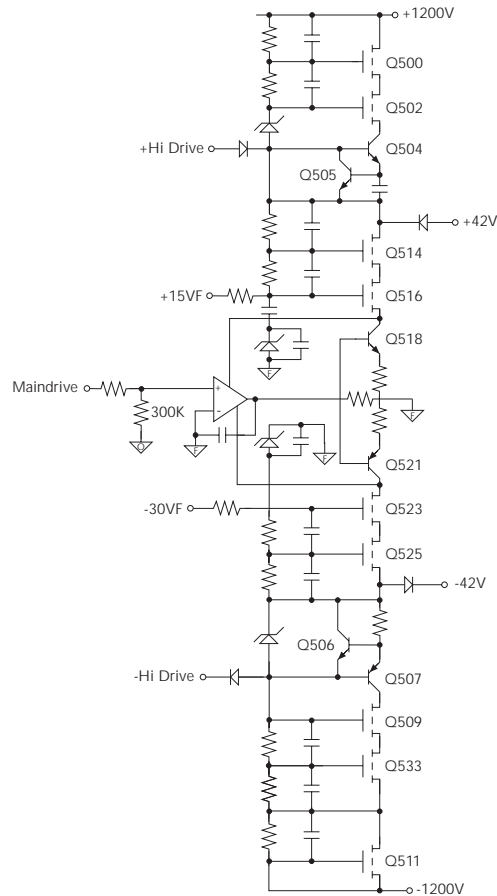 +1200V
Q500
Q502
+Hi Drive
Q504
Q505
+42V
Q514
+15VF
Q516
Q518
F
Maindrive
+
-
300K
F
F
O
F
Q521
-30VF
Q523
Q525
-42V
Q506
-Hi Drive
Q507
Q509
Q533
Q511
-1200V